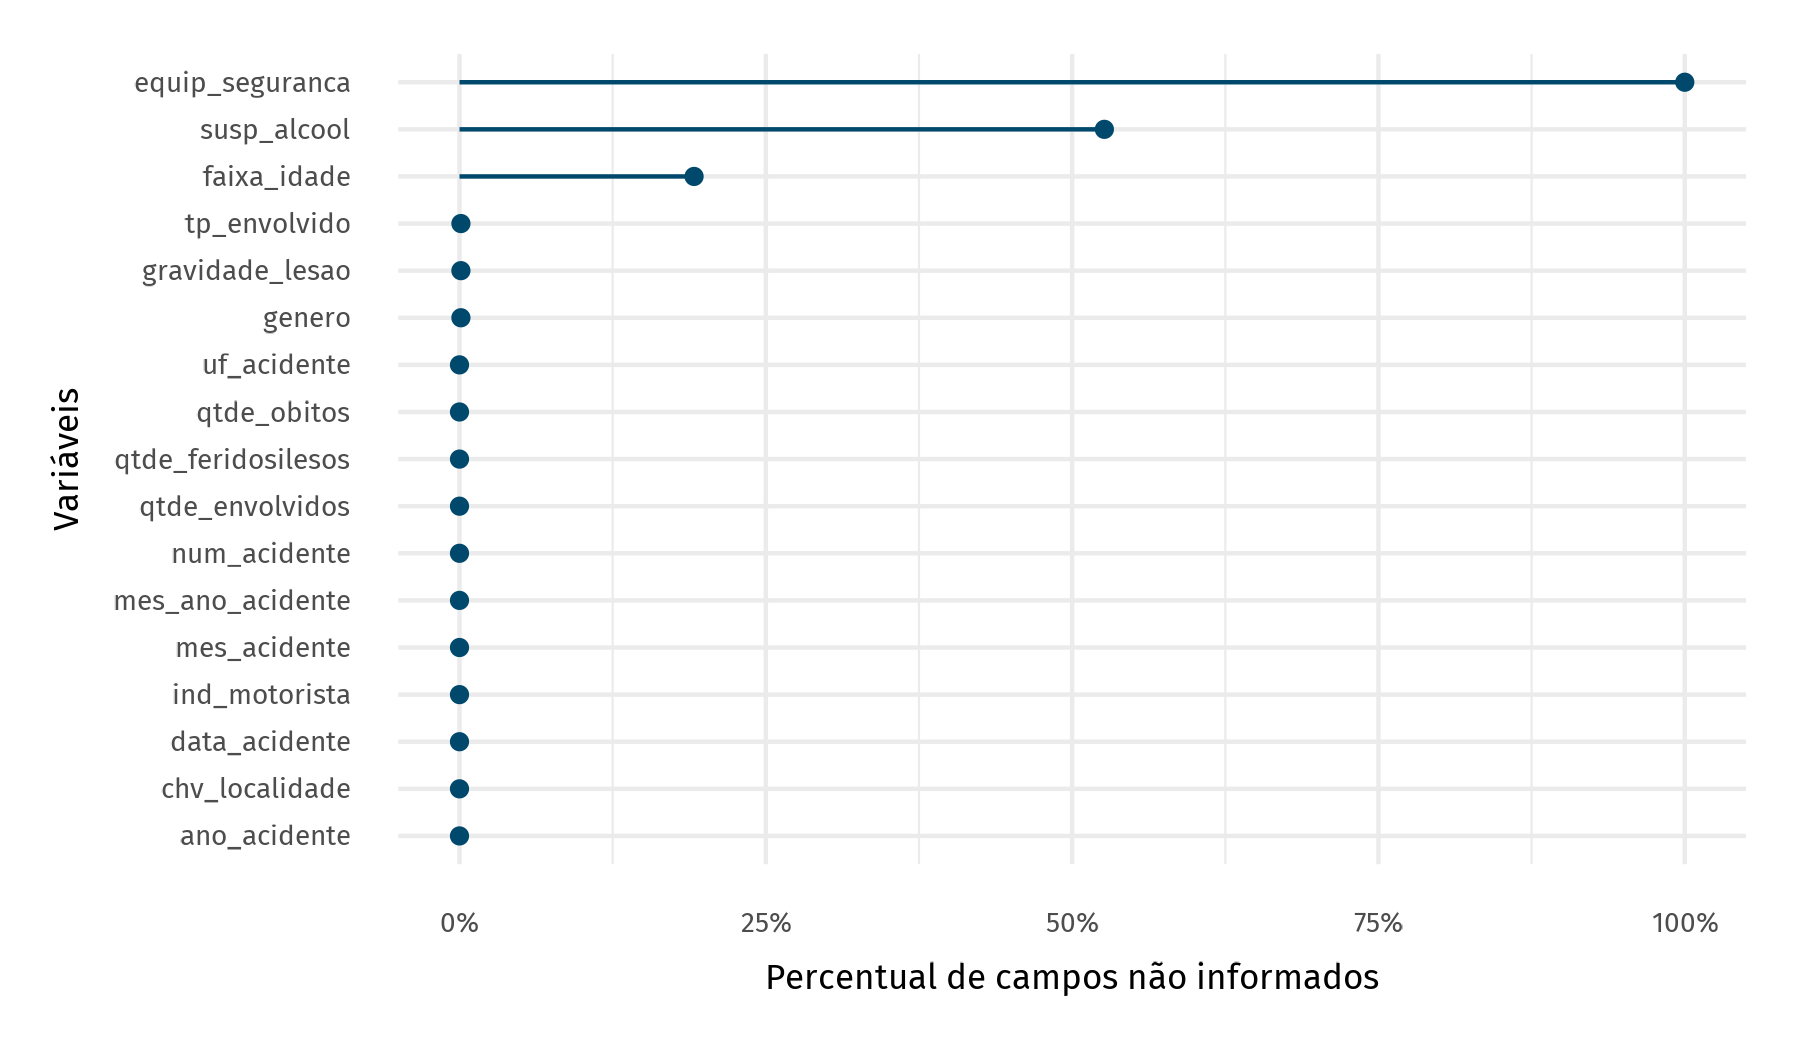 equip_seguranca
susp_alcool
faixa_idade
tp_envolvido
gravidade_lesao
genero
uf_acidente
qtde_obitos
qtde_feridosilesos
qtde_envolvidos
num_acidente
mes_ano_acidente
mes_acidente
ind_motorista
data_acidente
chv_localidade
ano_acidente
Variáveis
0% 25% 50% 75% 100%
Percentual de campos não informados